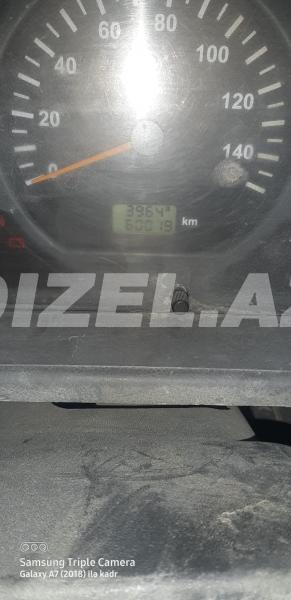 60
80
40
100
20
120
0
140
60019 km
DIZEL.AZ
Samsung Triple Camera
Galaxy A7 (2018) ilə kadr